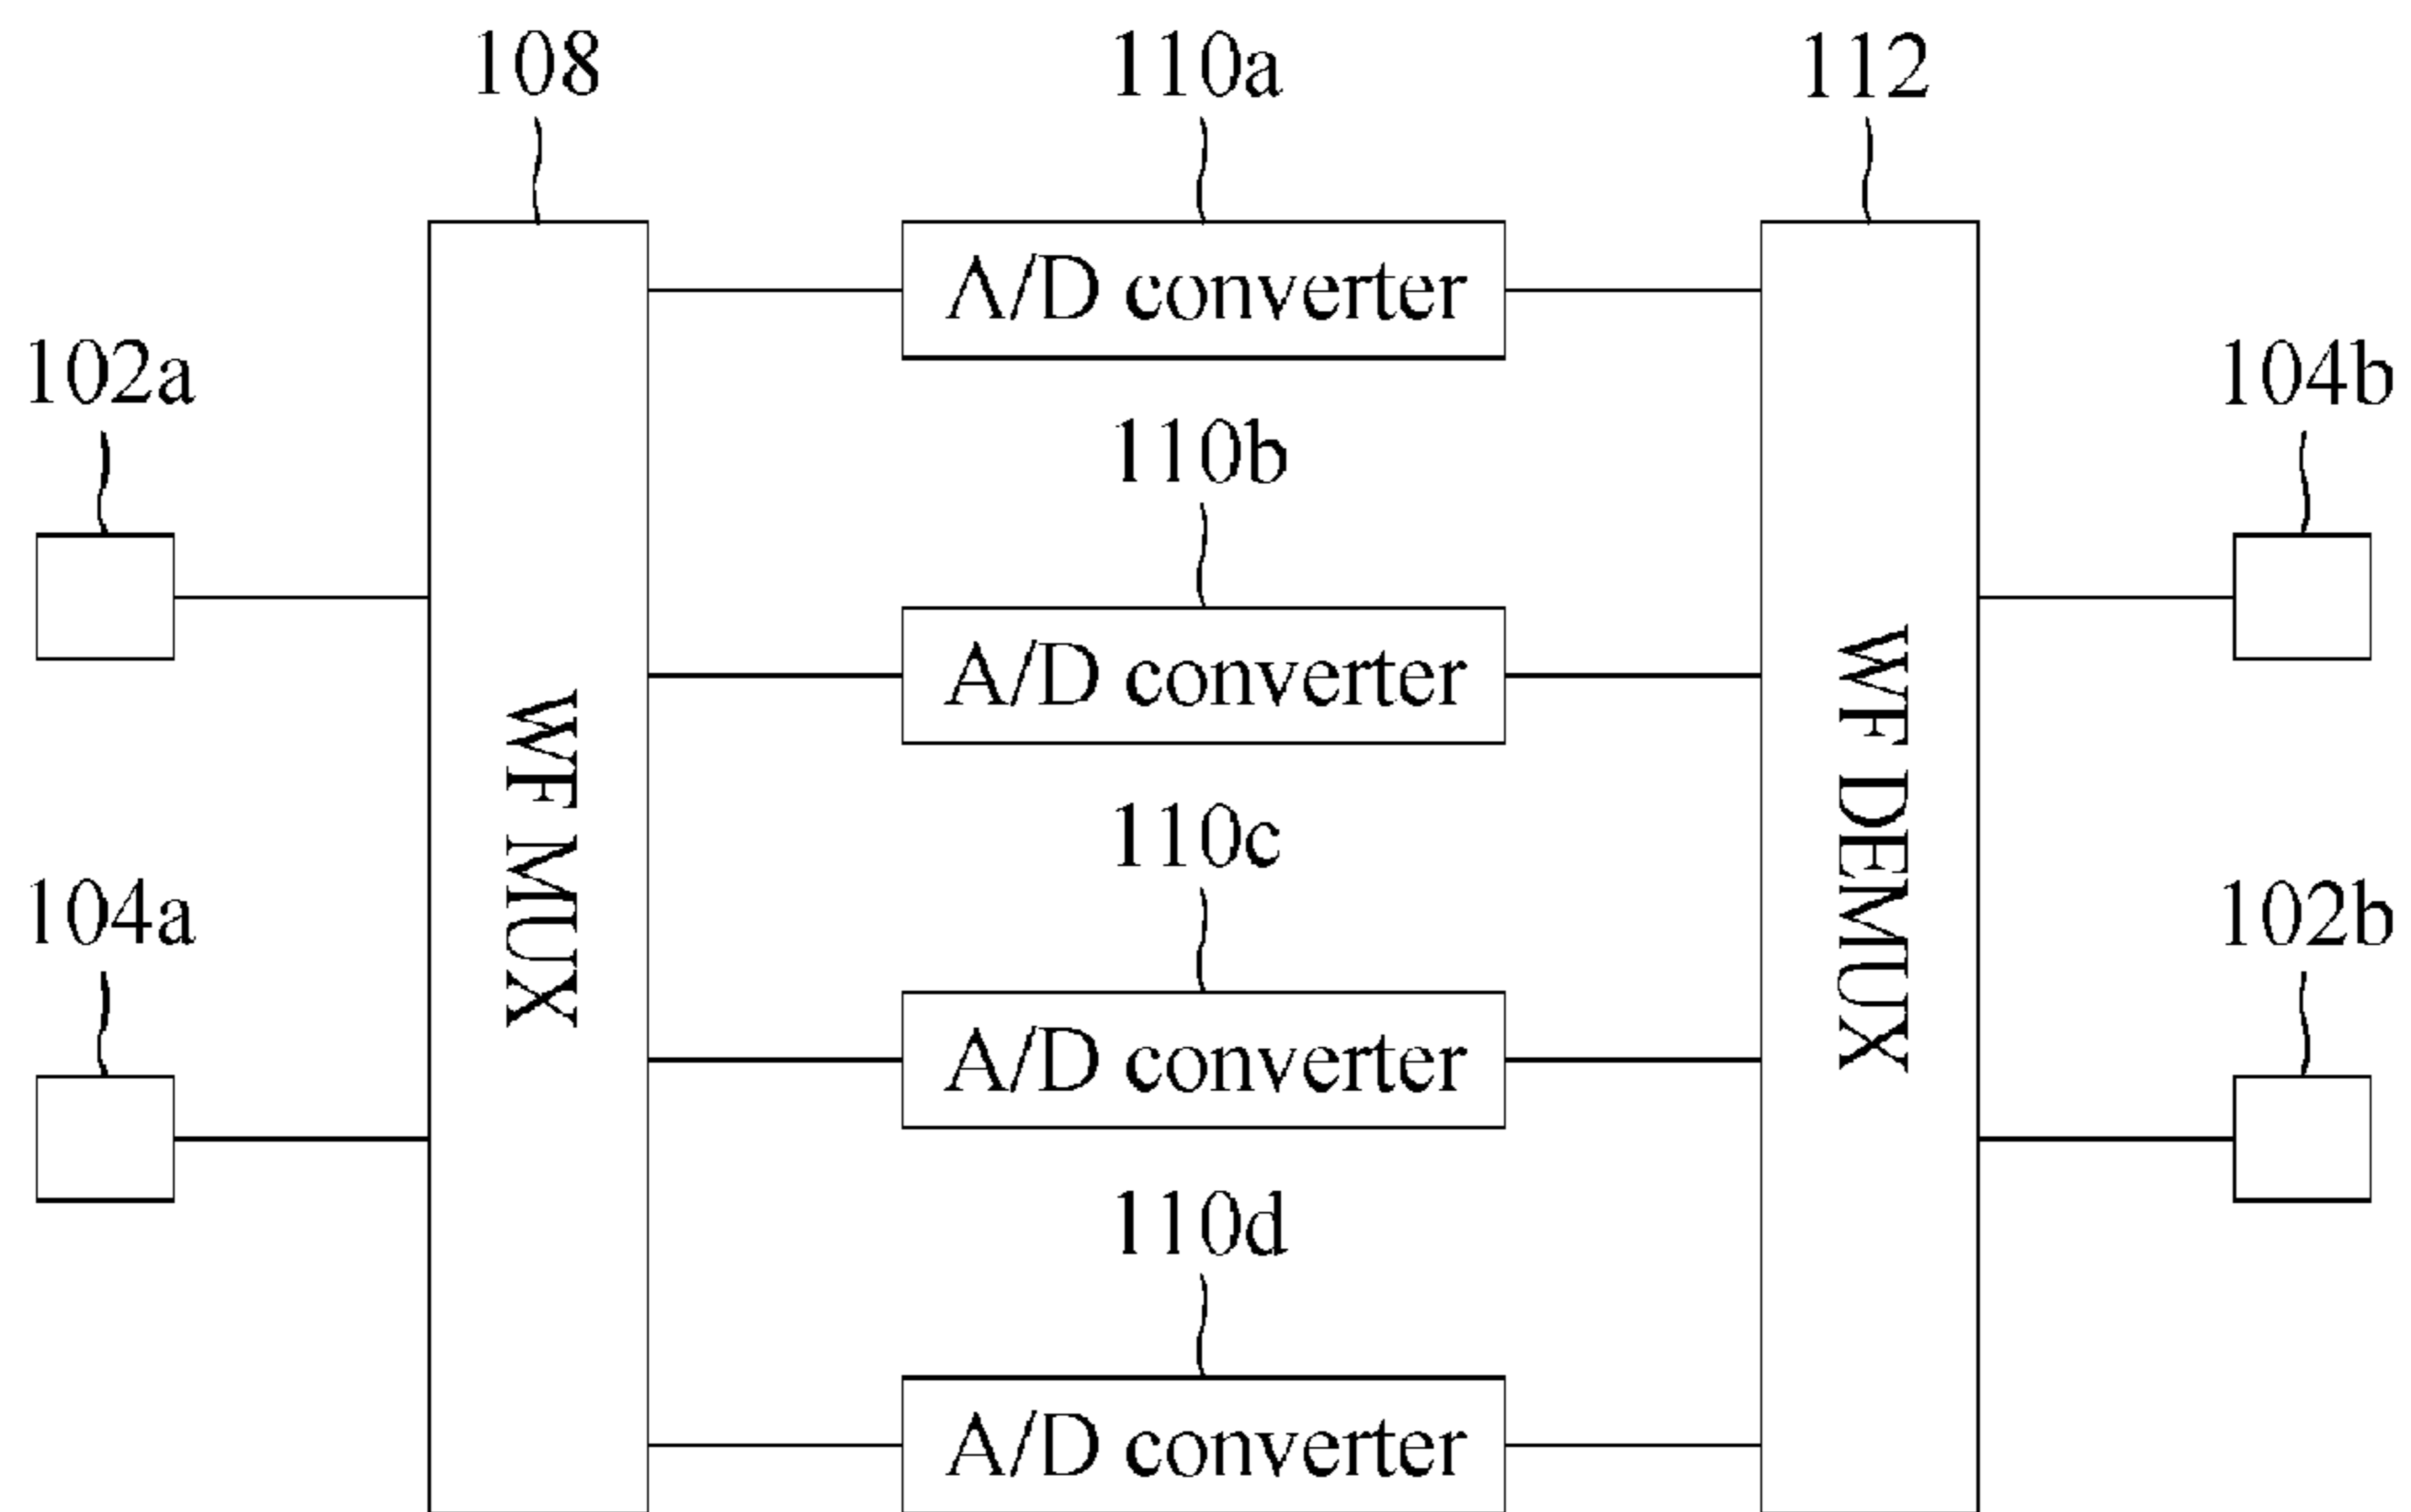 108
110a
112
A/D converter
102a
104b
110b
A/D converter
WF MUX
WF DEMUX
110c
104a
102b
A/D converter
110d
A/D converter